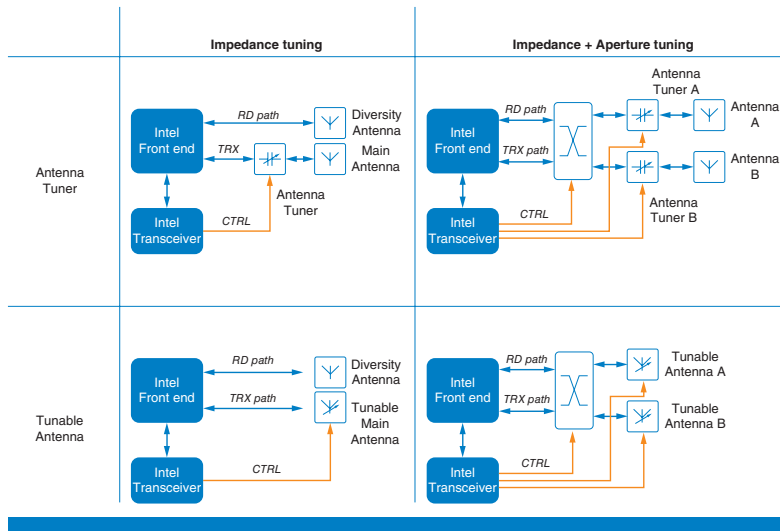 Impedance tuning
Impedance + Aperture tuning
Antenna
Tuner
Intel
Front end
RD path
TRX
Diversity
Antenna
Main
Antenna
Antenna
Tuner
CTRL
Intel
Transceiver
Intel
Front end
RD path
TRX path
Antenna
Tuner A
Antenna
A
Antenna
B
Antenna
Tuner B
CTRL
Intel
Transceiver
Tunable
Antenna
Intel
Front end
RD path
TRX path
Diversity
Antenna
Tunable
Main
Antenna
CTRL
Intel
Transceiver
Intel
Front end
RD path
TRX path
Tunable
Antenna A
Tunable
Antenna B
CTRL
Intel
Transceiver